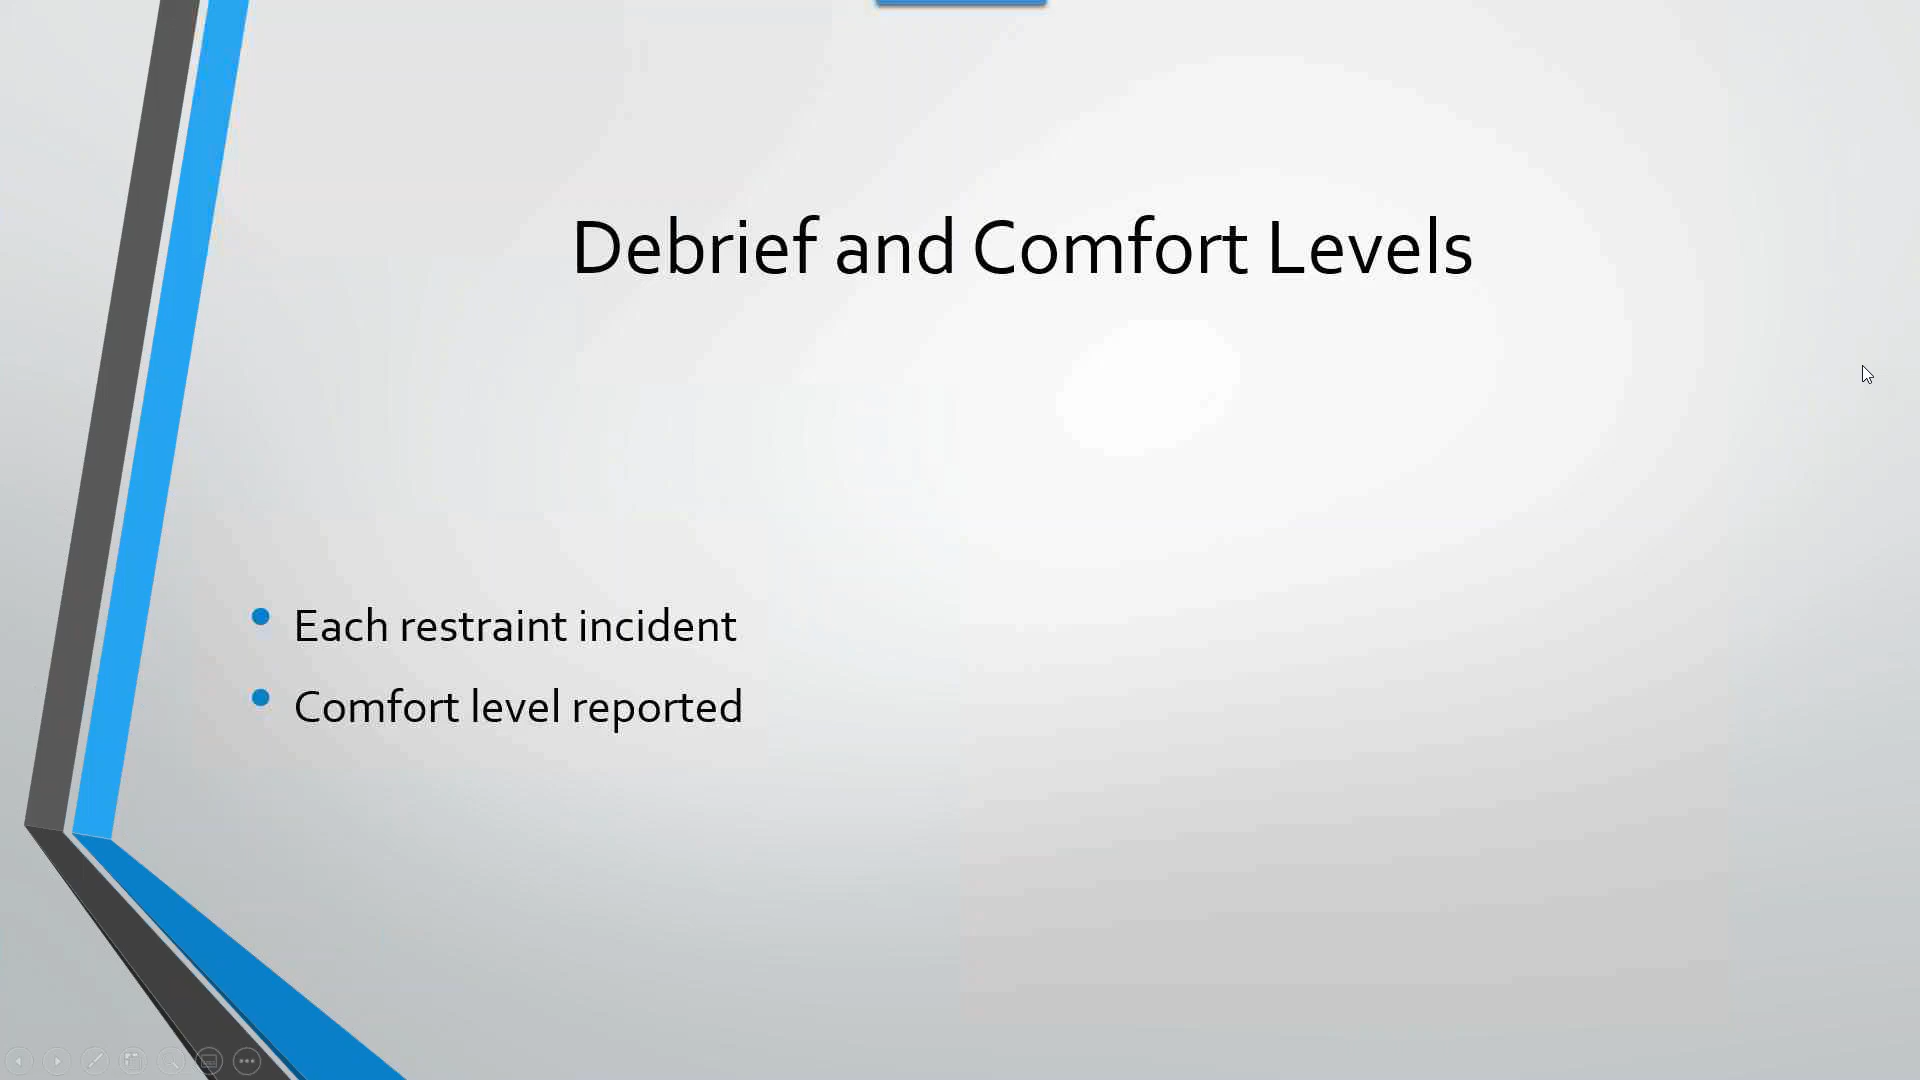 Debrief and Comfort Levels
Each restraint incident
Comfort level reported